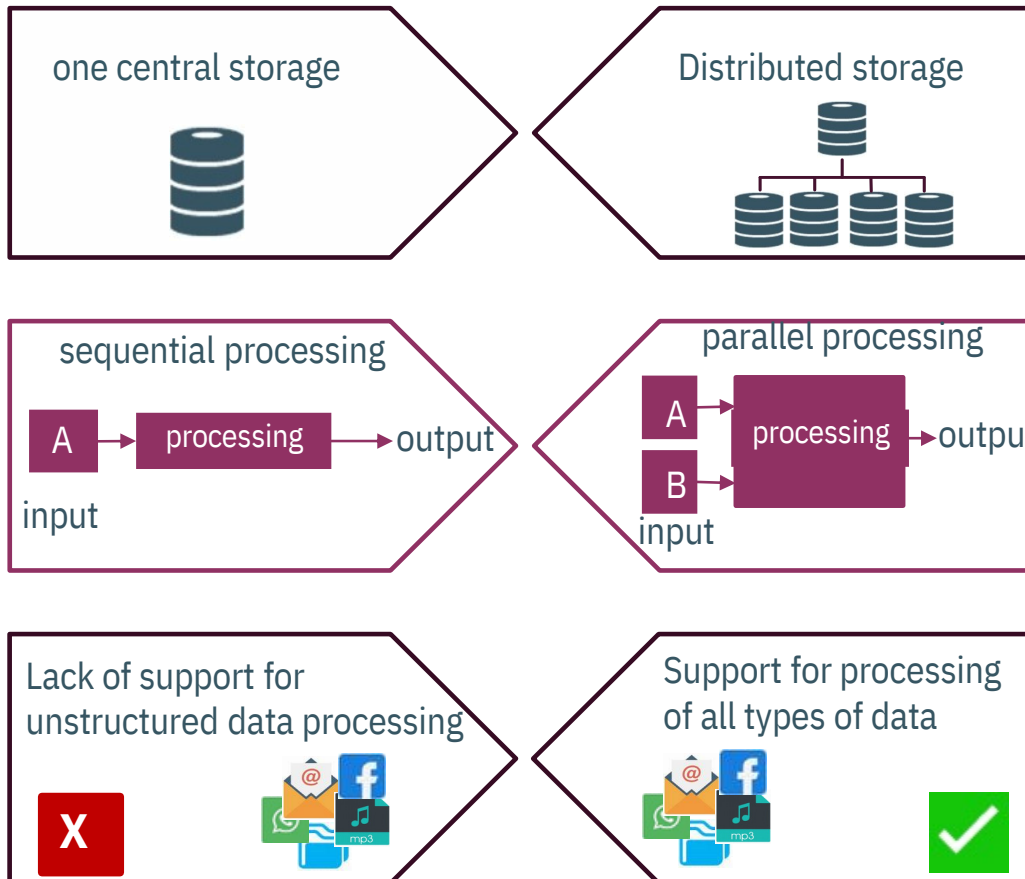 one central storage
Distributed storage
sequential processing
A
processing
output
input
parallel processing
A
B
processing
outpu
input
Lack of support for
unstructured data processing
@
f
mp3
X
Support for processing
of all types of data
@
f
mp3